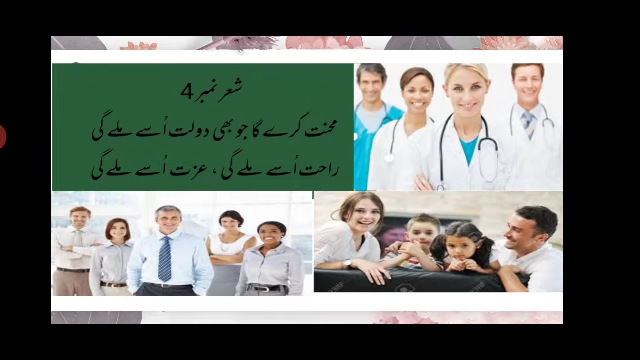 شعر نمبر 4
محنت کرے گا جو بھی دولت اُسے ملے گی
راحت اُسے ملے گی ، عزت اُسے ملے گی